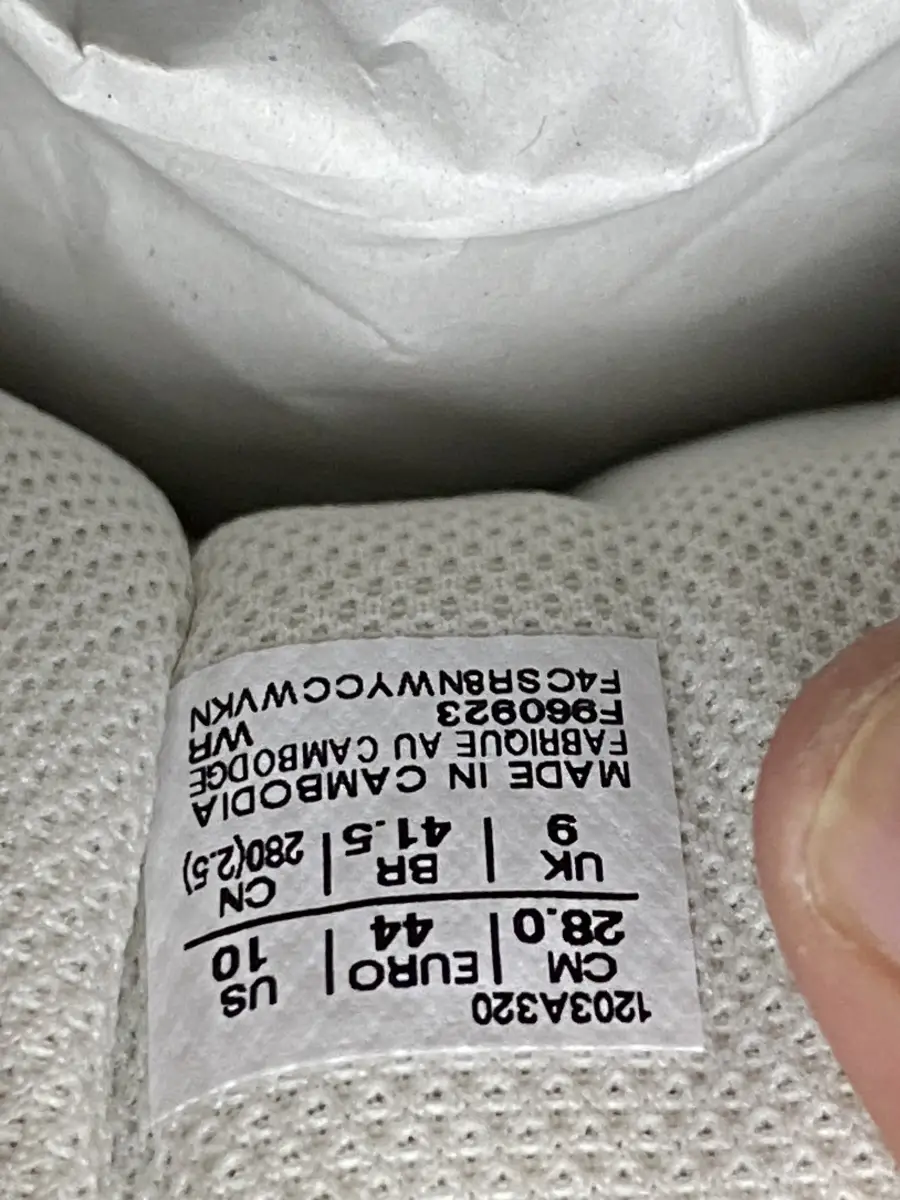 1203A320
CM | EURO | US
28.0 | 44 | 10
UK | BR | CN
9 | 41.5 | 280(2.5)
MADE IN CAMBODIA
FABRIQUE AU CAMBODGE
F960923 WR
F4CSR8NWYCCWVKN